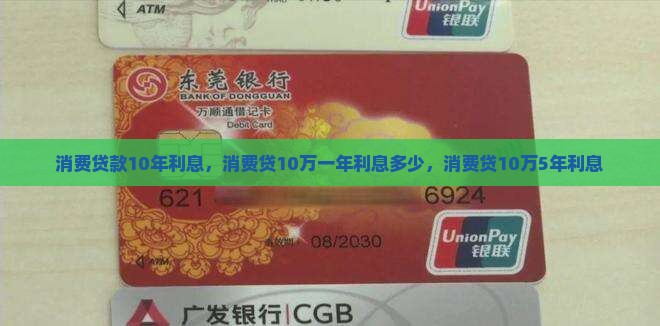 ATM
UnionPay
银联
东莞银行
BANK OF DONGGUAN
万顺通借记卡
Debit Card
消费贷款10年利息，消费贷10万一年利息多少，消费贷10万5年利息
621 6924
有效期 08/2030
ATM
UnionPay
银联
广发银行|CGB